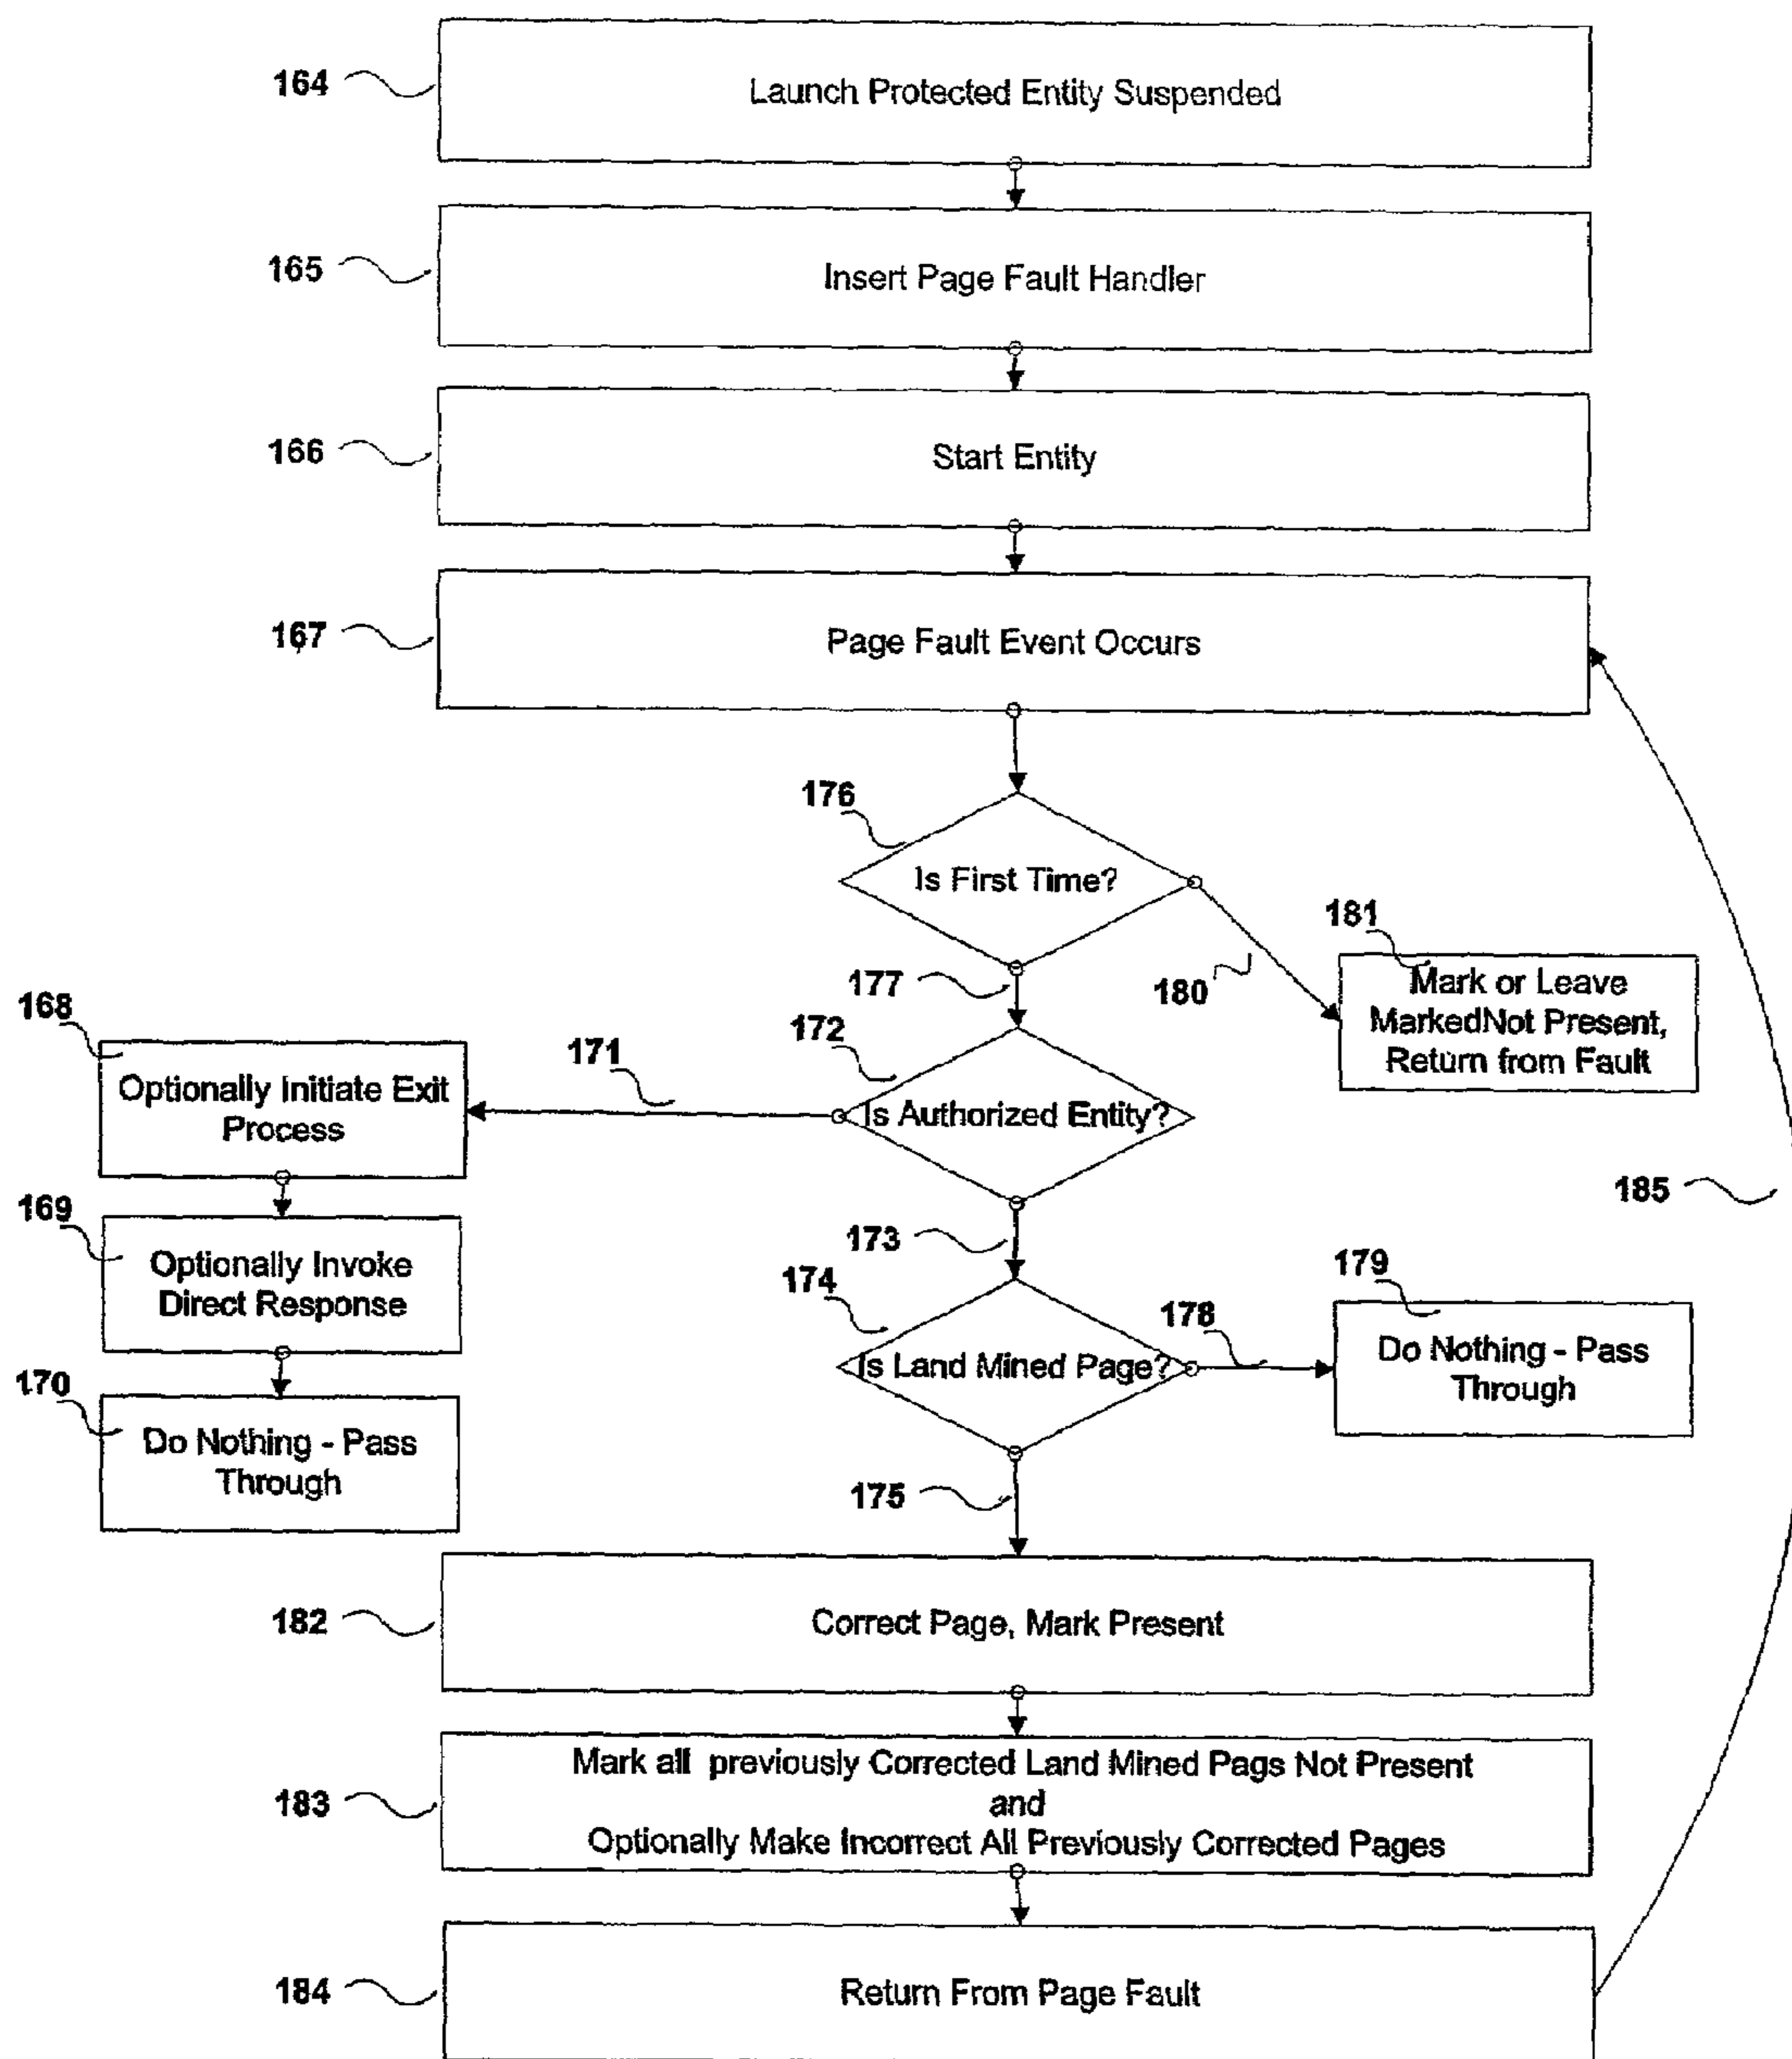 164
Launch Protected Entity Suspended
165
Insert Page Fault Handler
166
Start Entity
167
Page Fault Event Occurs
176
Is First Time?
181
Mark or Leave
MarkedNot Present,
Return from Fault
180
177
168
Optionally Initiate Exit
Process
171
172
Is Authorized Entity?
185
169
Optionally Invoke
Direct Response
173
174
Is Land Mined Page?
178
179
Do Nothing - Pass
Through
170
Do Nothing - Pass
Through
175
182
Correct Page, Mark Present
183
Mark all previously Corrected Land Mined Pags Not Present
and
Optionally Make Incorrect All Previously Corrected Pages
184
Return From Page Fault